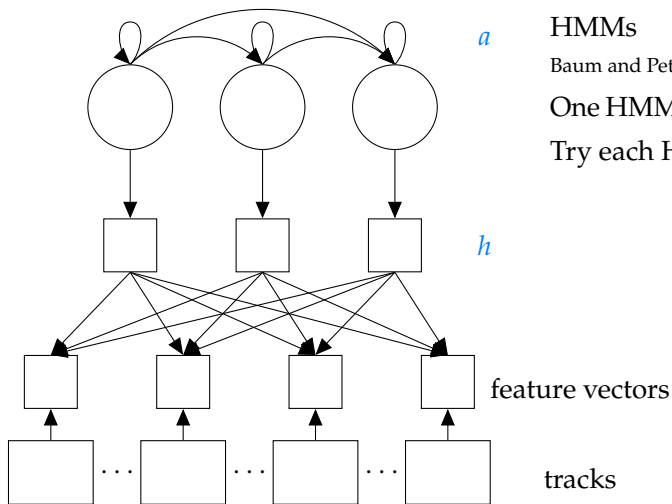 a
HMMs
Baum and Pet
One HMM
Try each H
h
feature vectors
... ... ...
tracks